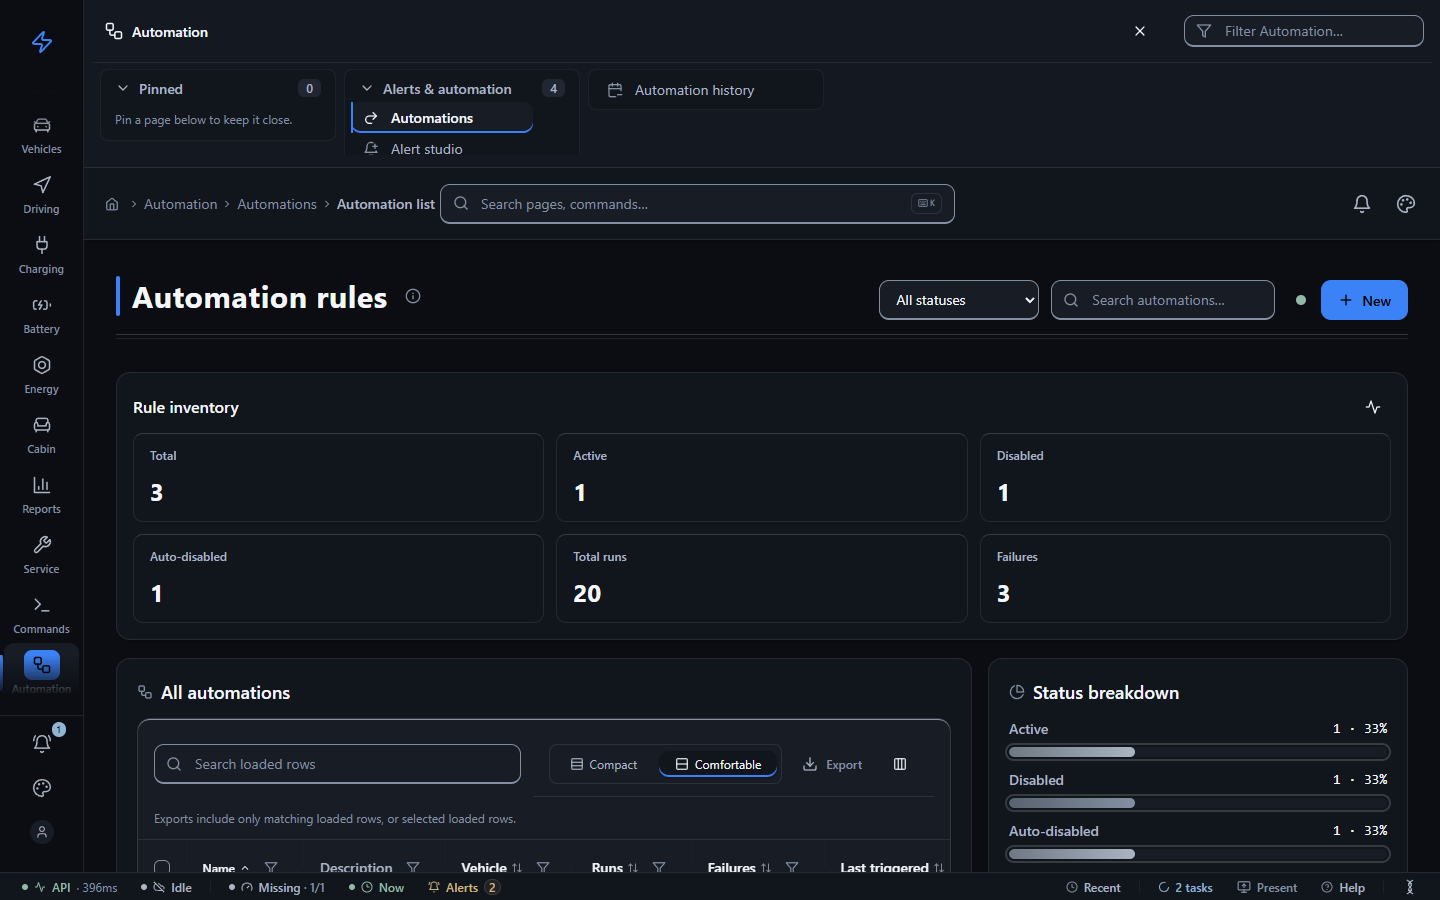 Automation
Filter Automation...
Pinned
0
Pin a page below to keep it close.
Alerts & automation
4
Automations
Alert studio
Automation history
Vehicles
Driving
Charging
Battery
Energy
Cabin
Reports
Service
Commands
Automation
1
Automation
Automations
Automation list
Search pages, commands...
K
Automation rules
All statuses
Search automations...
New
Rule inventory
Total
3
Active
1
Disabled
1
Auto-disabled
1
Total runs
20
Failures
3
All automations
Search loaded rows
Compact
Comfortable
Export
Exports include only matching loaded rows, or selected loaded rows.
Name
Description
Vehicle
Runs
Failures
Last triggered
Status breakdown
Active
1 · 33%
Disabled
1 · 33%
Auto-disabled
1 · 33%
API · 396ms
Idle
Missing · 1/1
Now
Alerts 2
Recent
2 tasks
Present
Help